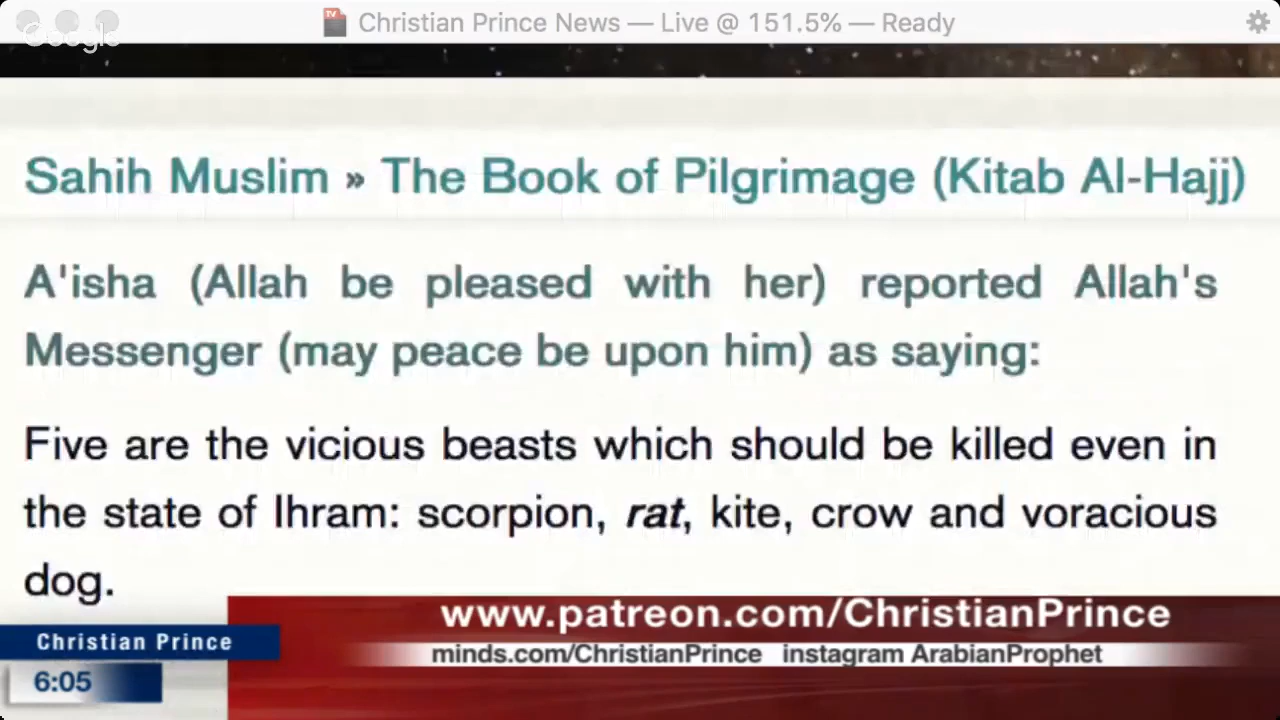 Christian Prince News — Live @ 151.5% — Ready
Google
Sahih Muslim » The Book of Pilgrimage (Kitab Al-Hajj)
A'isha (Allah be pleased with her) reported Allah's
Messenger (may peace be upon him) as saying:
Five are the vicious beasts which should be killed even in
the state of Ihram: scorpion, rat, kite, crow and voracious
dog.
www.patreon.com/ChristianPrince
Christian Prince
minds.com/ChristianPrince instagram ArabianProphet
6:05